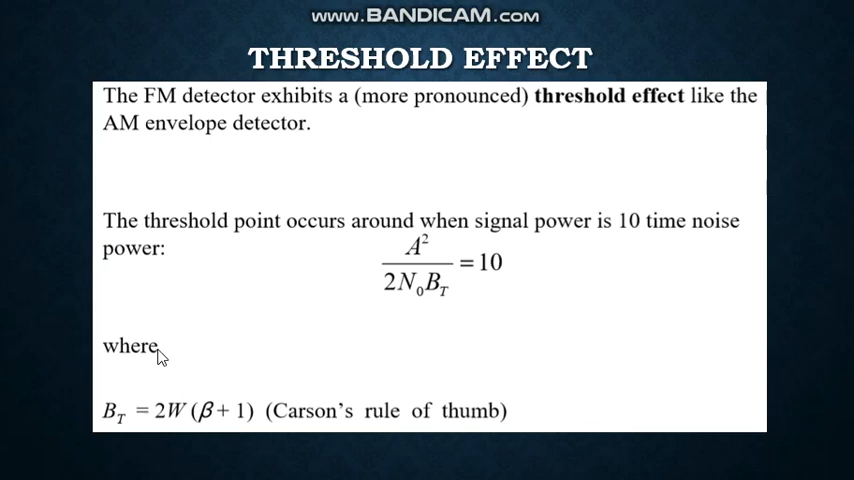 www.BANDICAM.com
THRESHOLD EFFECT
The FM detector exhibits a (more pronounced) threshold effect like the
AM envelope detector.
The threshold point occurs around when signal power is 10 time noise
power:
A² / 2N₀B_T = 10
where
B_T = 2W (β + 1) (Carson's rule of thumb)